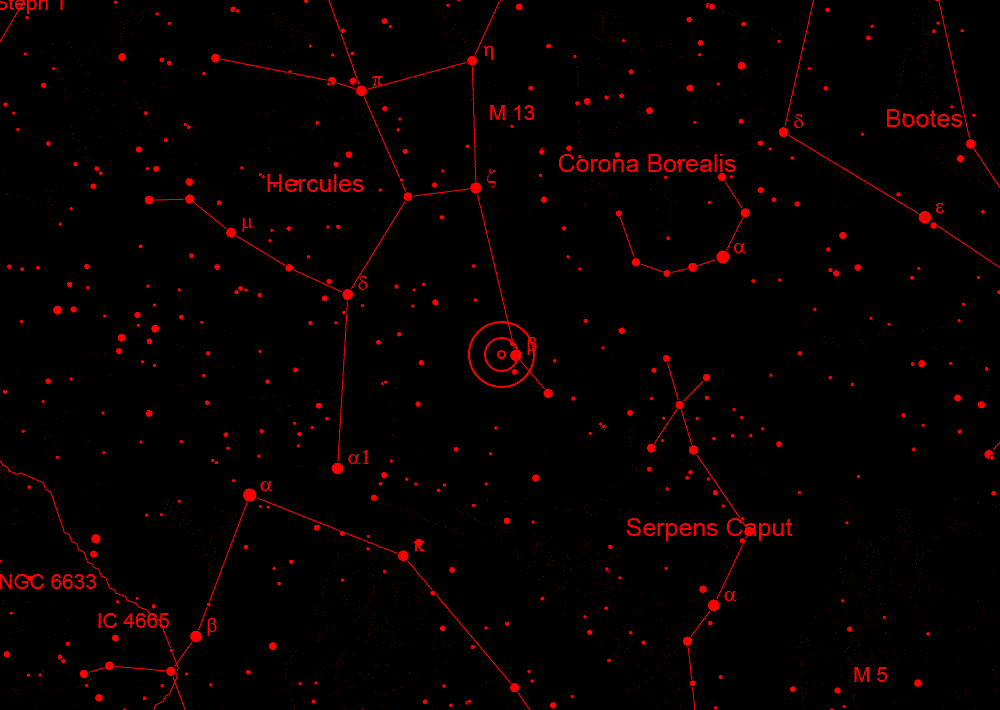 Steph 1
η
π
M 13
δ
Bootes
Corona Borealis
Hercules
ζ
ε
μ
α
δ
β
α1
α
Serpens Caput
κ
NGC 6633
α
IC 4665
β
M 5